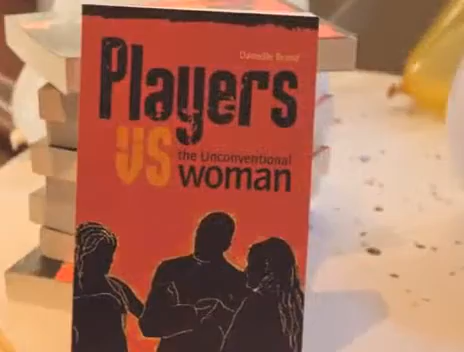 Danielle Brand
Players
vs
the Unconventional
woman